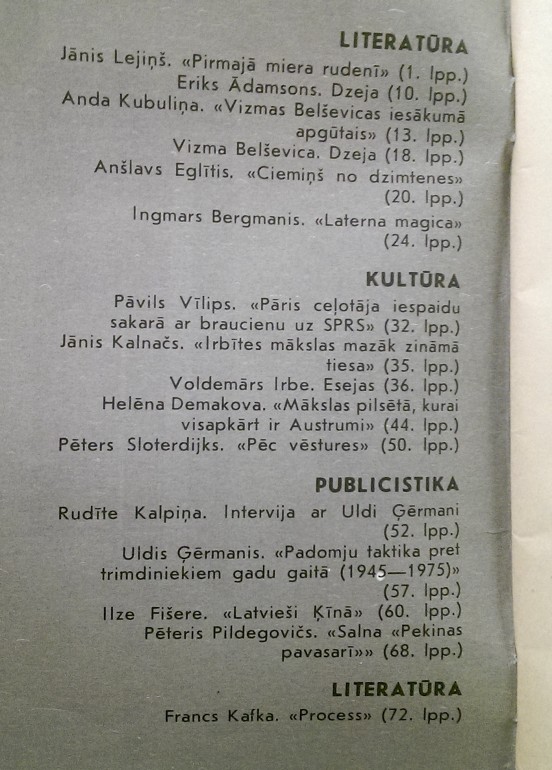 LITERATŪRA
Jānis Lejiņš. «Pirmajā miera rudenī» (1. lpp.)
Ēriks Ādamsons. Dzeja (10. lpp.)
Anda Kubuliņa. «Vizmas Belševicas iesākumā
apgūtais» (13. lpp.)
Vizma Belševica. Dzeja (18. lpp.)
Anšlavs Eglītis. «Ciemiņš no dzimtenes»
(20. lpp.)
Ingmars Bergmanis. «Laterna magica»
(24. lpp.)
KULTŪRA
Pāvils Vīlips. «Pāris ceļotāja iespaidu
sakarā ar braucienu uz SPRS» (32. lpp.)
Jānis Kalnačs. «Irbītes mākslas mazāk zināmā
tiesa» (35. lpp.)
Voldemārs Irbe. Esejas (36. lpp.)
Helēna Demakova. «Mākslas pilsētā, kurai
visapkārt ir Austrumi» (44. lpp.)
Pēters Sloterdijks. «Pēc vēstures» (50. lpp.)
PUBLICISTIKA
Rudīte Kalpiņa. Intervija ar Uldi Ģērmani
(52. lpp.)
Uldis Ģērmanis. «Padomju taktika pret
trimdiniekiem gadu gaitā (1945—1975)»
(57. lpp.)
Ilze Fišere. «Latvieši Ķīnā» (60. lpp.)
Pēteris Pildegovičs. «Salna «Pekinas
pavasarī»» (68. lpp.)
LITERATŪRA
Francs Kafka. «Process» (72. lpp.)